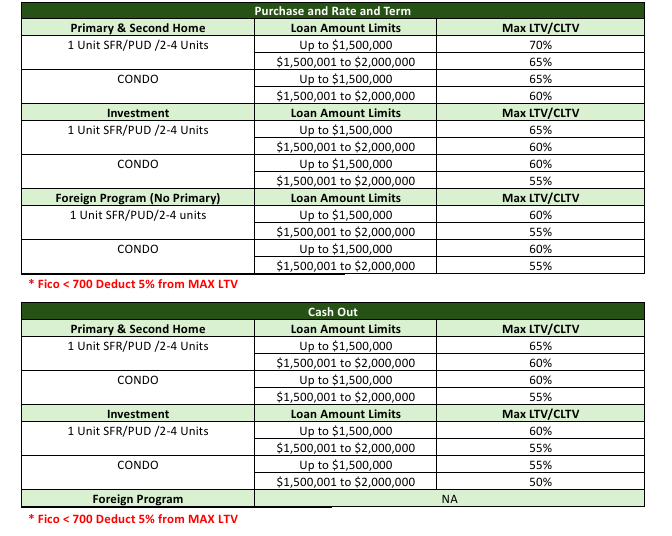 Purchase and Rate and Term
Primary & Second Home Loan Amount Limits Max LTV/CLTV
1 Unit SFR/PUD /2-4 Units Up to $1,500,000 70%
$1,500,001 to $2,000,000 65%
CONDO Up to $1,500,000 65%
$1,500,001 to $2,000,000 60%
Investment Loan Amount Limits Max LTV/CLTV
1 Unit SFR/PUD /2-4 Units Up to $1,500,000 65%
$1,500,001 to $2,000,000 60%
CONDO Up to $1,500,000 60%
$1,500,001 to $2,000,000 55%
Foreign Program (No Primary) Loan Amount Limits Max LTV/CLTV
1 Unit SFR/PUD/2-4 units Up to $1,500,000 60%
$1,500,001 to $2,000,000 55%
CONDO Up to $1,500,000 60%
$1,500,001 to $2,000,000 55%
* Fico < 700 Deduct 5% from MAX LTV
Cash Out
Primary & Second Home Loan Amount Limits Max LTV/CLTV
1 Unit SFR/PUD /2-4 Units Up to $1,500,000 65%
$1,500,001 to $2,000,000 60%
CONDO Up to $1,500,000 60%
$1,500,001 to $2,000,000 55%
Investment Loan Amount Limits Max LTV/CLTV
1 Unit SFR/PUD /2-4 Units Up to $1,500,000 60%
$1,500,001 to $2,000,000 55%
CONDO Up to $1,500,000 55%
$1,500,001 to $2,000,000 50%
Foreign Program NA
* Fico < 700 Deduct 5% from MAX LTV